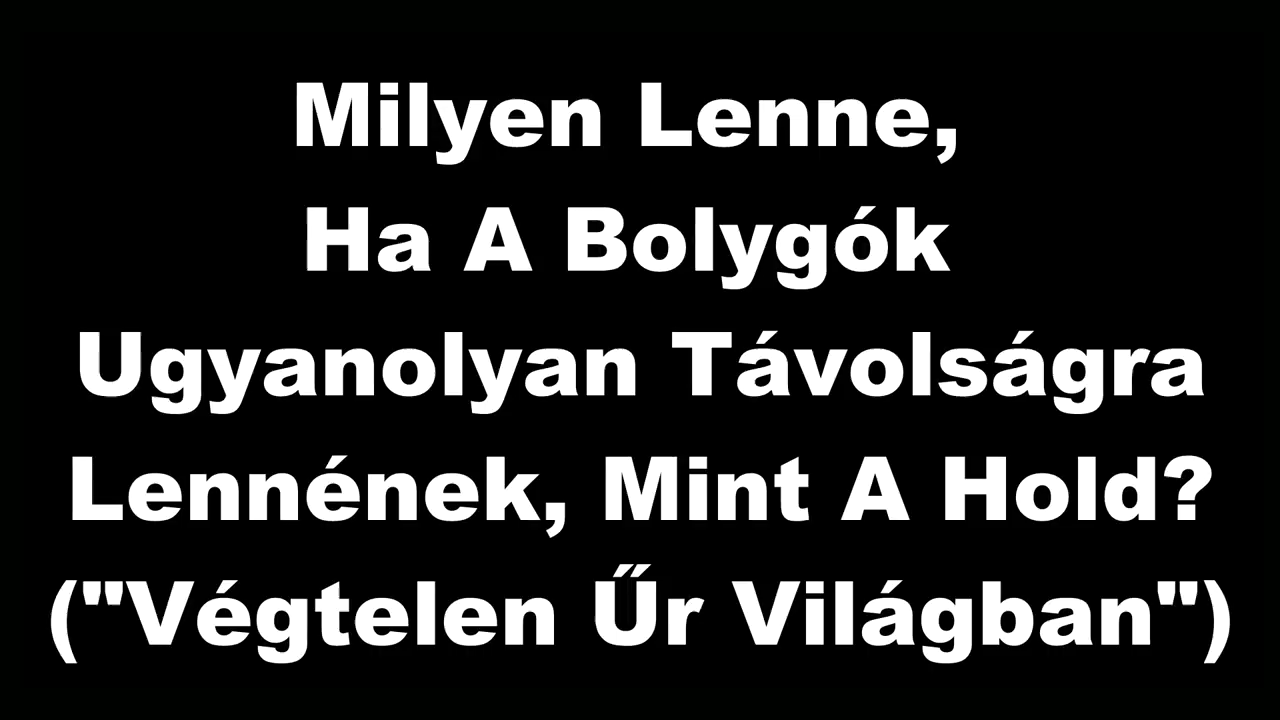 Milyen Lenne,
Ha A Bolygók
Ugyanolyan Távolságra
Lennének, Mint A Hold?
("Végtelen Űr Világban")